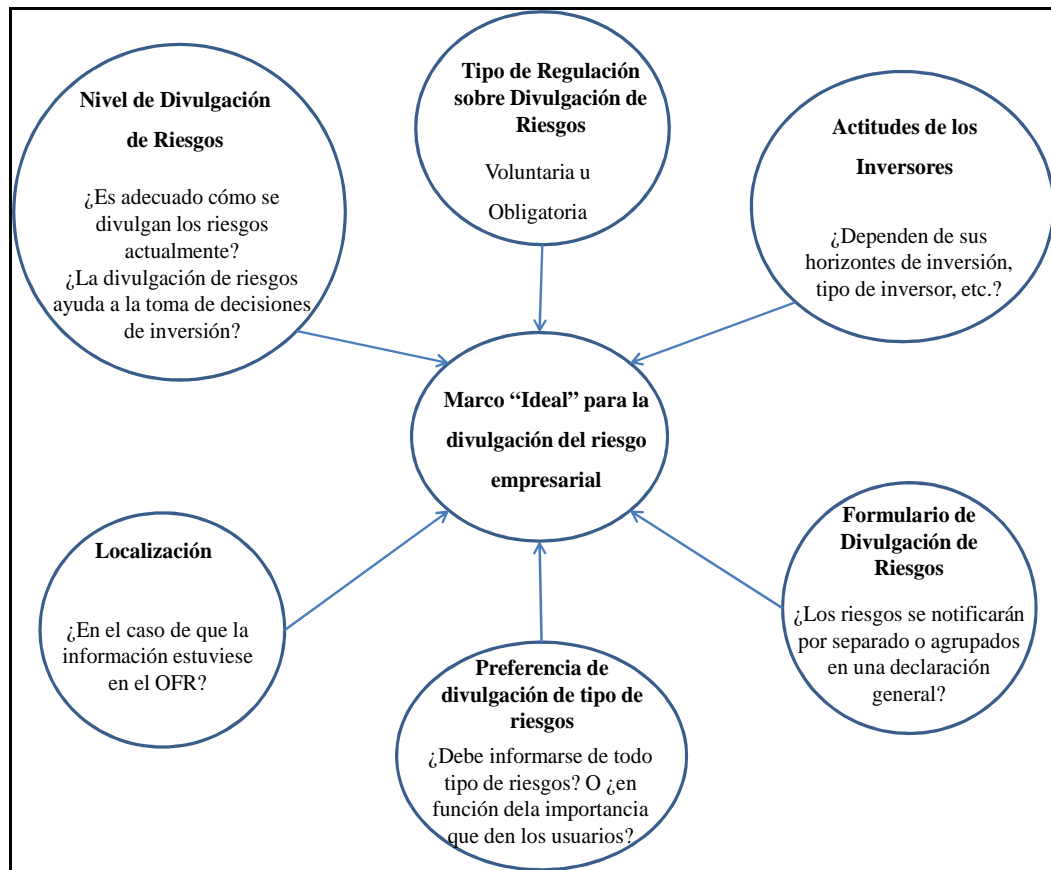 Nivel de Divulgación
de Riesgos
¿Es adecuado cómo se
divulgan los riesgos
actualmente?
¿La divulgación de riesgos
ayuda a la toma de decisiones
de inversión?
Tipo de Regulación
sobre Divulgación de
Riesgos
Voluntaria u
Obligatoria
Actitudes de los
Inversores
¿Dependen de sus
horizontes de inversión,
tipo de inversor, etc.?
Marco “Ideal” para la
divulgación del riesgo
empresarial
Localización
¿En el caso de que la
información estuviese
en el OFR?
Preferencia de
divulgación de tipo de
riesgos
¿Debe informarse de todo
tipo de riesgos? O ¿en
función dela importancia
que den los usuarios?
Formulario de
Divulgación de
Riesgos
¿Los riesgos se notificarán
por separado o agrupados
en una declaración
general?